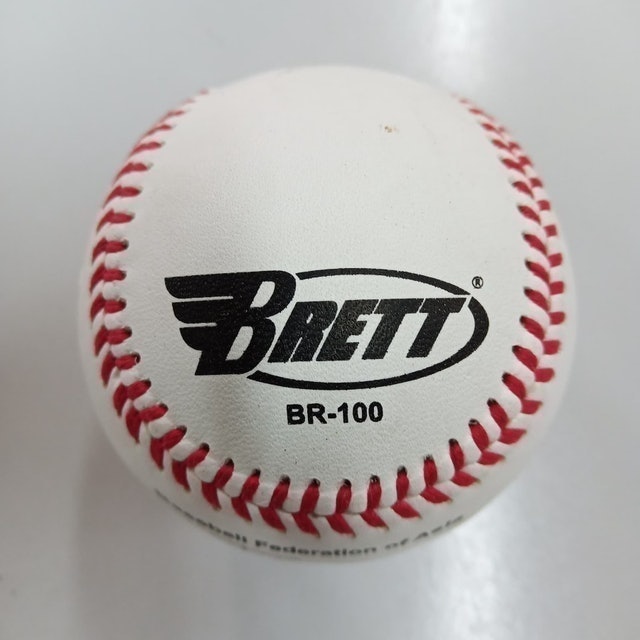 BRETT®
BR-100
Baseball Federation of Asia